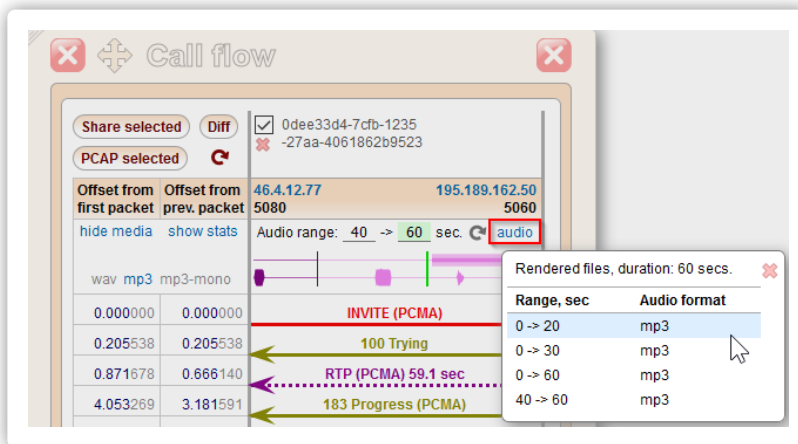 Call flow
Share selected Diff
PCAP selected
0dee33d4-7cfb-1235
-27aa-4061862b9523
Offset from first packet
Offset from prev. packet
46.4.12.77 195.189.162.50
5080 5060
hide media show stats
Audio range: 40 -> 60 sec. audio
wav mp3 mp3-mono
0.000000 0.000000 INVITE (PCMA)
0.205538 0.205538 100 Trying
0.871678 0.666140 RTP (PCMA) 59.1 sec
4.053269 3.181591 183 Progress (PCMA)
Rendered files, duration: 60 secs.
Range, sec Audio format
0 -> 20 mp3
0 -> 30 mp3
0 -> 60 mp3
40 -> 60 mp3